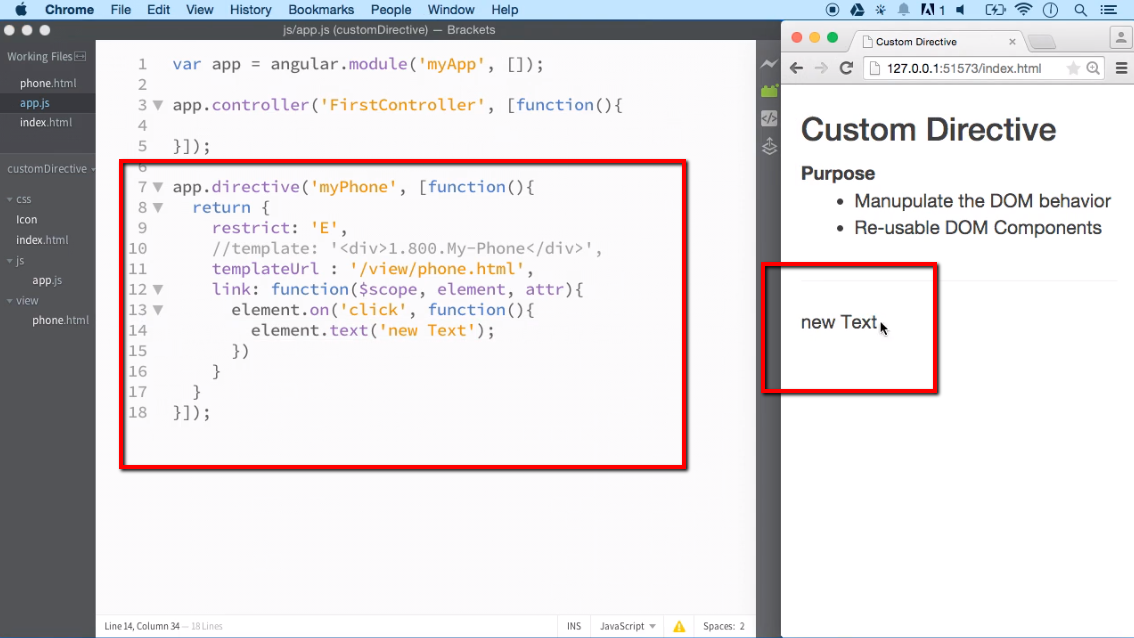 Chrome File Edit View History Bookmarks People Window Help 1
js/app.js (customDirective) — Brackets
Working Files
phone.html
app.js
index.html
customDirective
css
Icon
index.html
js
app.js
view
phone.html
1 var app = angular.module('myApp', []);
2
3 app.controller('FirstController', [function(){
4
5 }]);
6
7 app.directive('myPhone', [function(){
8 return {
9 restrict: 'E',
10 //template: '<div>1.800.My-Phone</div>',
11 templateUrl : '/view/phone.html',
12 link: function($scope, element, attr){
13 element.on('click', function(){
14 element.text('new Text');
15 })
16 }
17 }
18 }]);
Line 14, Column 34 — 18 Lines
INS JavaScript Spaces: 2
Custom Directive
127.0.0.1:51573/index.html
Custom Directive
Purpose
• Manupulate the DOM behavior
• Re-usable DOM Components
new Text